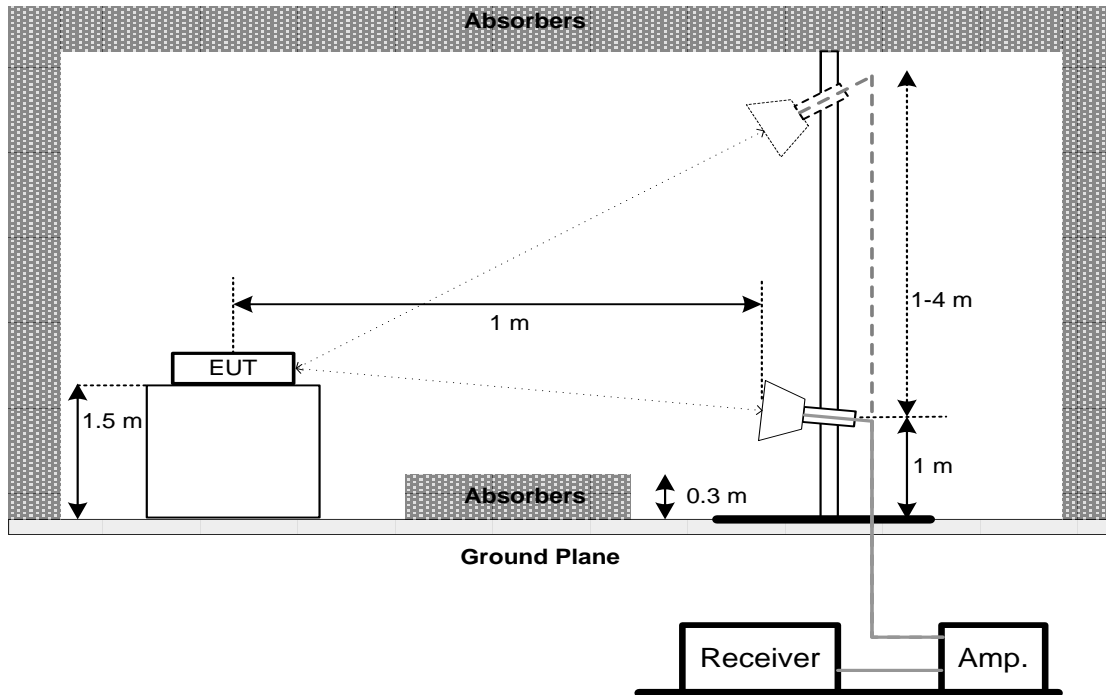 Absorbers
1-4 m
1 m
EUT
1.5 m
1 m
0.3 m
Absorbers
Ground Plane
Receiver
Amp.